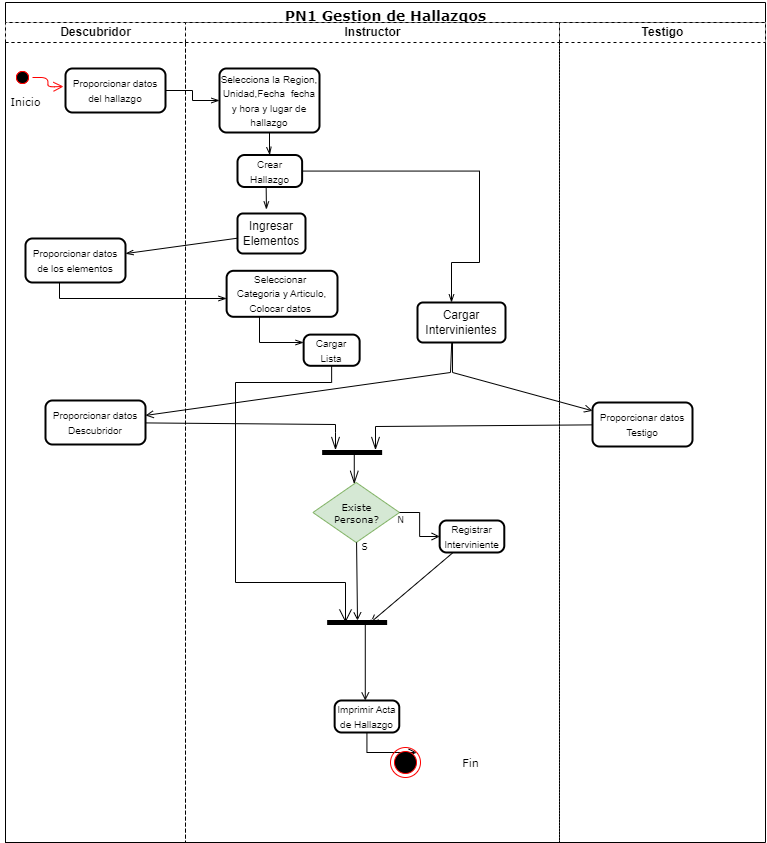 PN1 Gestion de Hallazgos
Descubridor
Instructor
Testigo
Inicio
Proporcionar datos
del hallazgo
Selecciona la Region,
Unidad,Fecha fecha
y hora y lugar de
hallazgo
Crear
Hallazgo
Ingresar
Elementos
Proporcionar datos
de los elementos
Seleccionar
Categoria y Articulo,
Colocar datos
Cargar
Lista
Cargar
Intervinientes
Proporcionar datos
Descubridor
Proporcionar datos
Testigo
Existe
Persona?
N
S
Registrar
Interviniente
Imprimir Acta
de Hallazgo
Fin